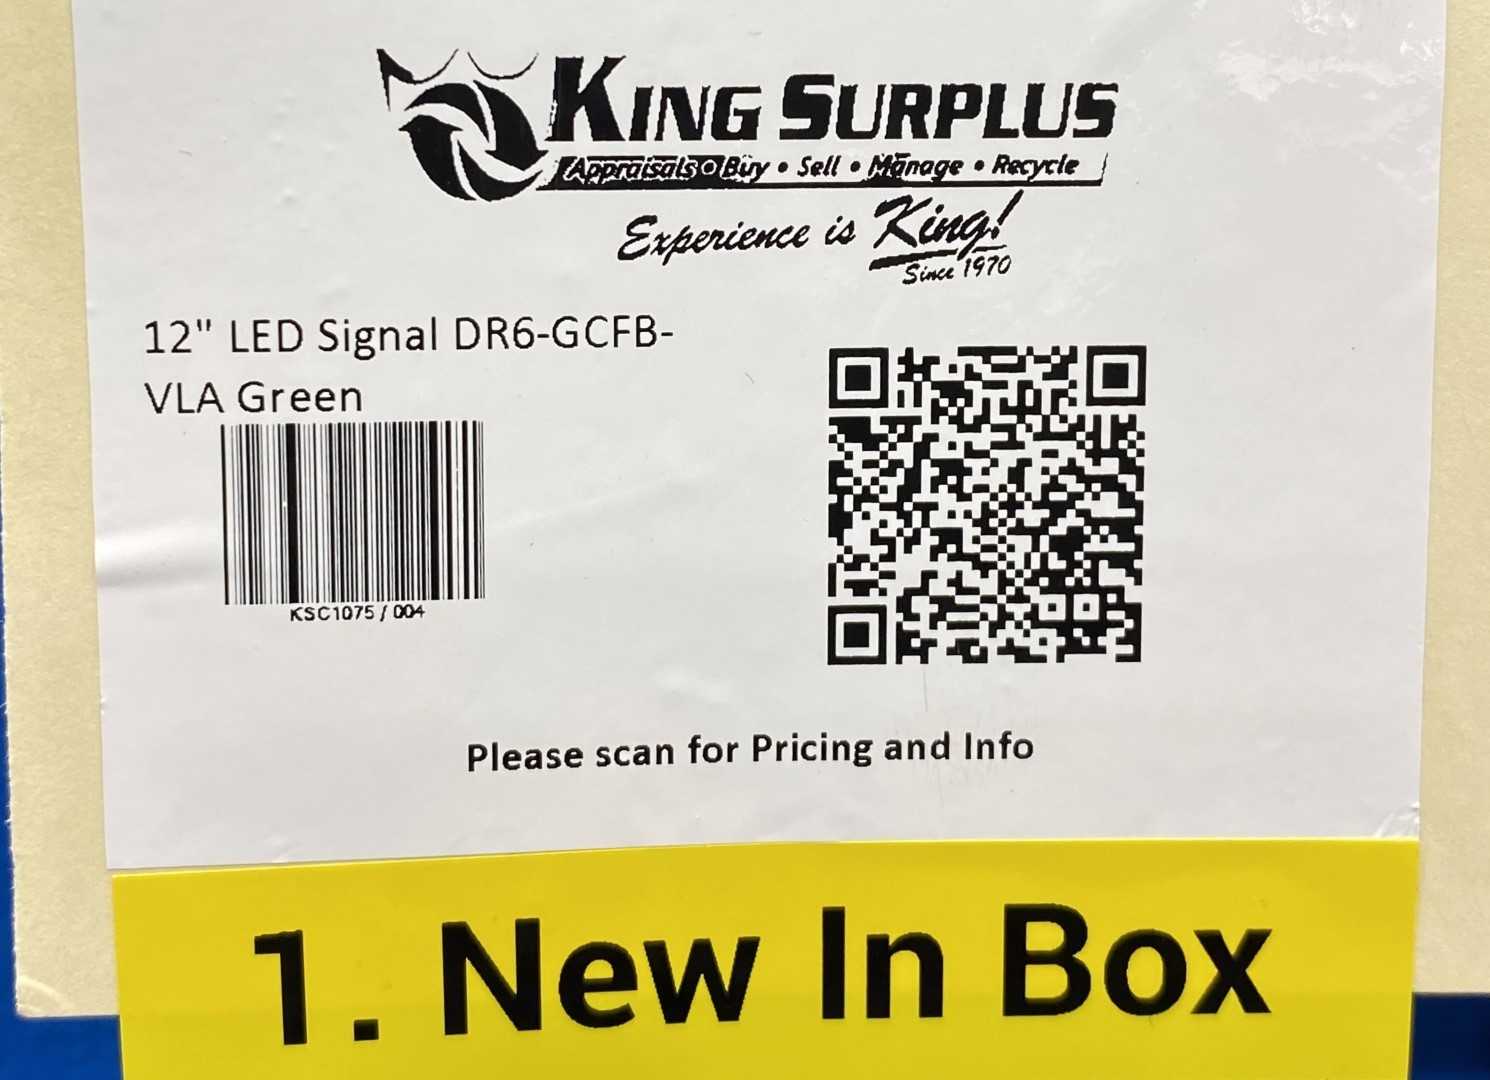 KING SURPLUS
Appraisals • Buy • Sell • Manage • Recycle
Experience is King!
Since 1970
12" LED Signal DR6-GCFB-
VLA Green
KSC1075 / 004
Please scan for Pricing and Info
1. New In Box